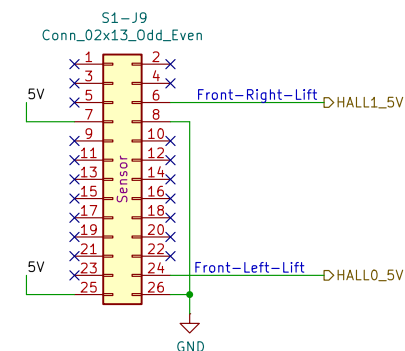 S1-J9
Conn_02x13_Odd_Even
1 2
3 4
5V 5 6 Front-Right-Lift HALL1_5V
7 8
9 10
11 12
13 14
15 16
17 18
19 20
21 22
5V 23 24 Front-Left-Lift HALL0_5V
25 26
Sensor
GND